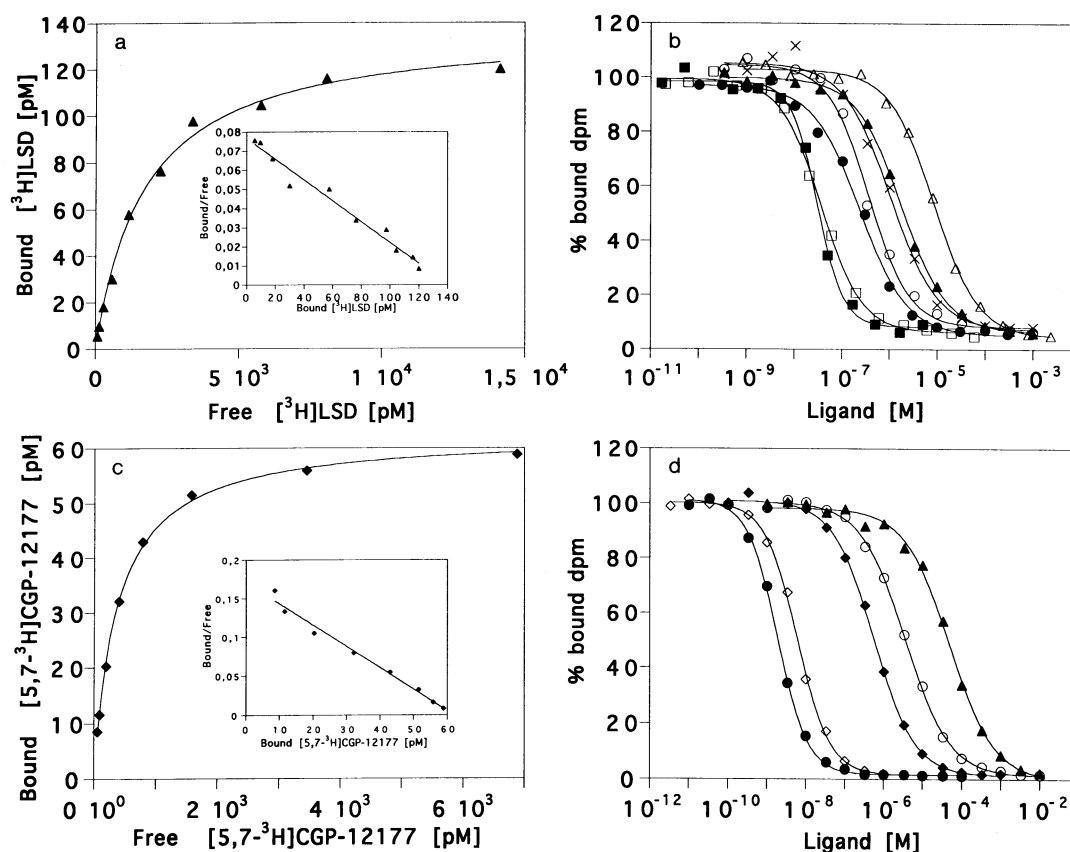 a
Bound [³H]LSD [pM]
140
120
100
80
60
40
20
0
0
5 10³
1 10⁴
1,5 10⁴
Free [³H]LSD [pM]
Bound/Free
0,08
0,07
0,06
0,05
0,04
0,03
0,02
0,01
0 20 40 60 80 100 120 140
Bound [³H]LSD [pM]
b
% bound dpm
120
100
80
60
40
20
0
10⁻¹¹ 10⁻⁹ 10⁻⁷ 10⁻⁵ 10⁻³
Ligand [M]
c
Bound [5,7-³H]CGP-12177 [pM]
60
50
40
30
20
10
0
0 10⁰
2 10³
4 10³
6 10³
Free [5,7-³H]CGP-12177 [pM]
Bound/Free
0,2
0,15
0,1
0,05
0
0 10 20 30 40 50 60
Bound [5,7-³H]CGP-12177 [pM]
d
% bound dpm
120
100
80
60
40
20
0
10⁻¹² 10⁻¹⁰ 10⁻⁸ 10⁻⁶ 10⁻⁴ 10⁻²
Ligand [M]